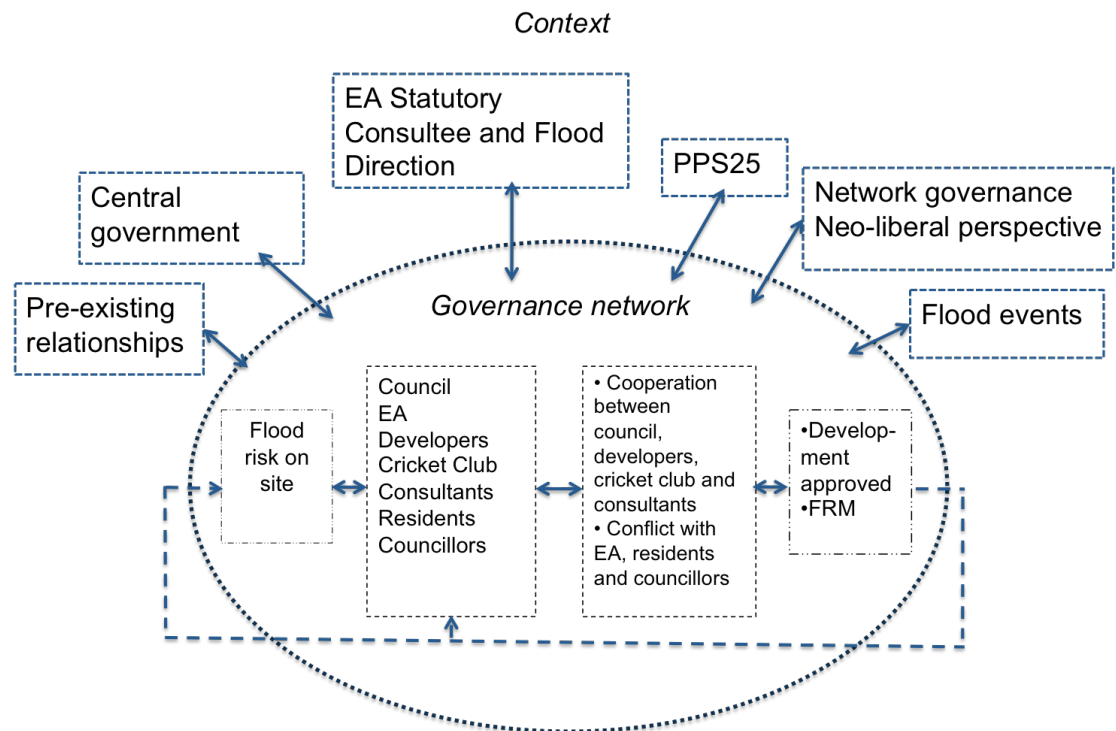 Context
EA Statutory
Consultee and Flood
Direction
PPS25
Network governance
Neo-liberal perspective
Central
government
Pre-existing
relationships
Flood events
Governance network
Flood
risk on
site
Council
EA
Developers
Cricket Club
Consultants
Residents
Councillors
• Cooperation
between
council,
developers,
cricket club and
consultants
• Conflict with
EA, residents
and councillors
•Develop-
ment
approved
•FRM